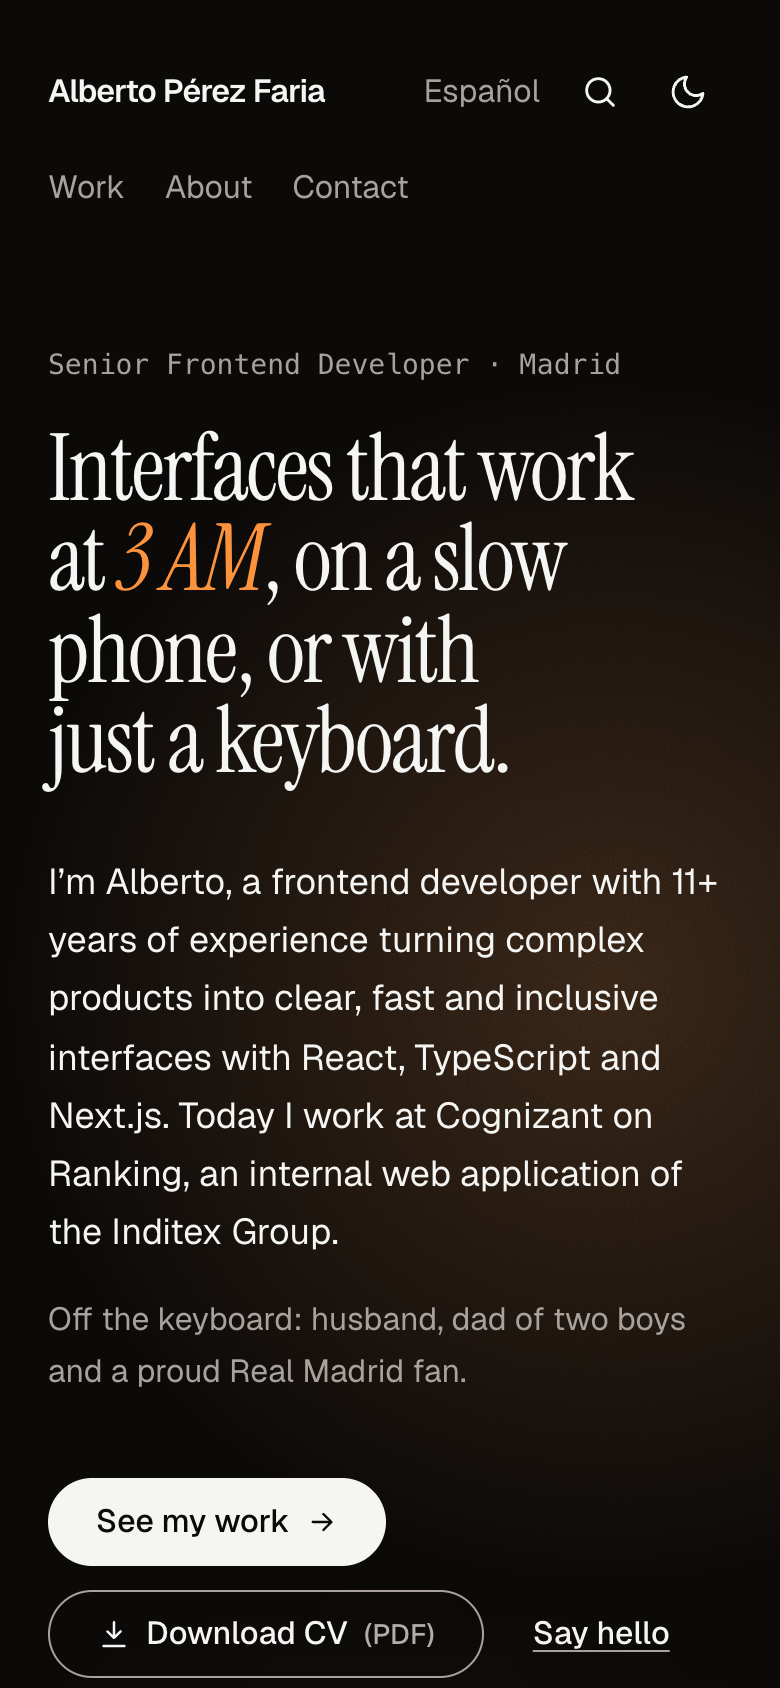 Alberto Pérez Faria
Español
Work
About
Contact
Senior Frontend Developer · Madrid
Interfaces that work
at 3 AM, on a slow
phone, or with
just a keyboard.
I’m Alberto, a frontend developer with 11+
years of experience turning complex
products into clear, fast and inclusive
interfaces with React, TypeScript and
Next.js. Today I work at Cognizant on
Ranking, an internal web application of
the Inditex Group.
Off the keyboard: husband, dad of two boys
and a proud Real Madrid fan.
See my work →
Download CV (PDF)
Say hello